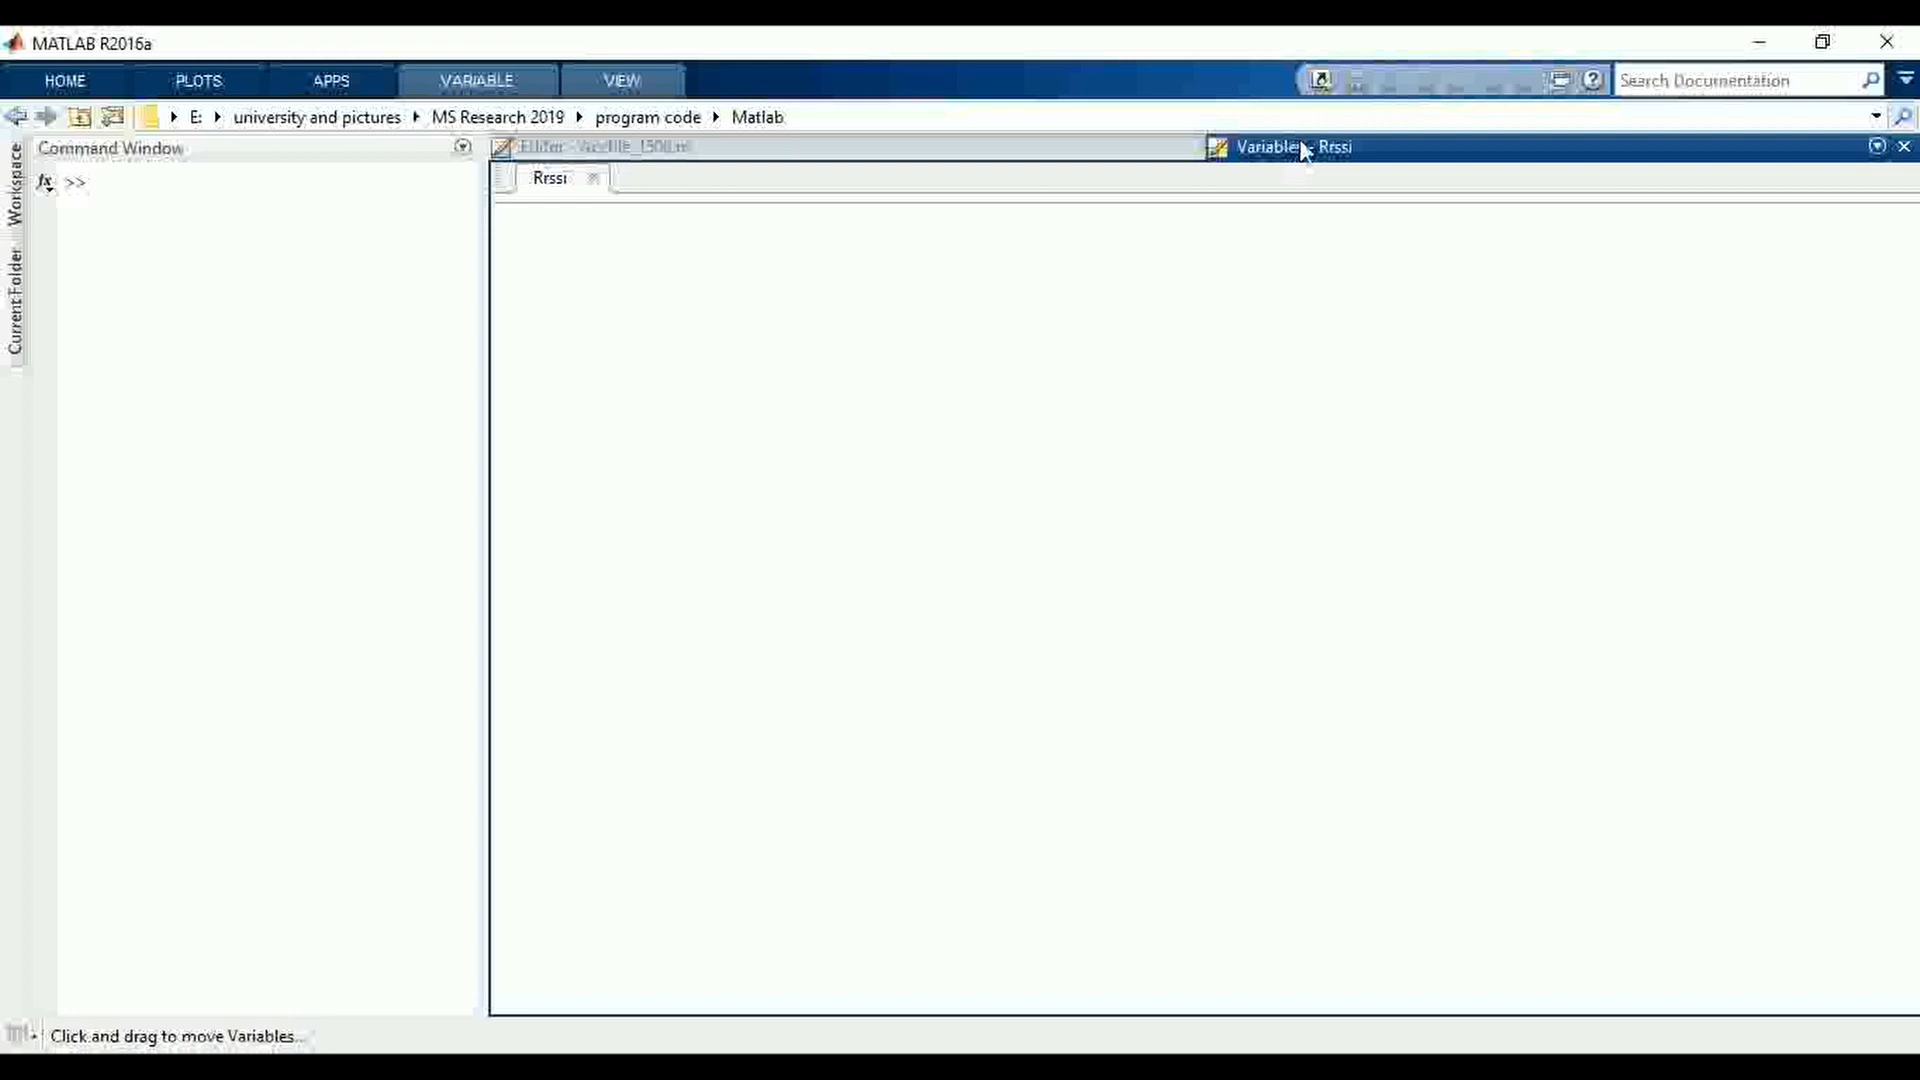 MATLAB R2016a
HOME PLOTS APPS VARIABLE VIEW Search Documentation
E: university and pictures MS Research 2019 program code Matlab
Command Window
Editor -
Variables - Rrssi
Rrssi
fx >>
Workspace
Current Folder
Click and drag to move Variables...